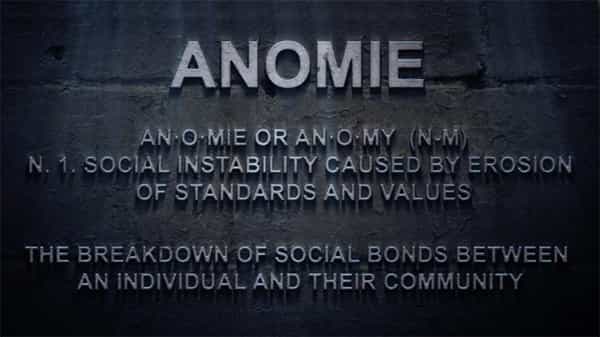 ANOMIE
AN·O·MIE OR AN·O·MY (N-M)
N. 1. SOCIAL INSTABILITY CAUSED BY EROSION
OF STANDARDS AND VALUES
THE BREAKDOWN OF SOCIAL BONDS BETWEEN
AN INDIVIDUAL AND THEIR COMMUNITY